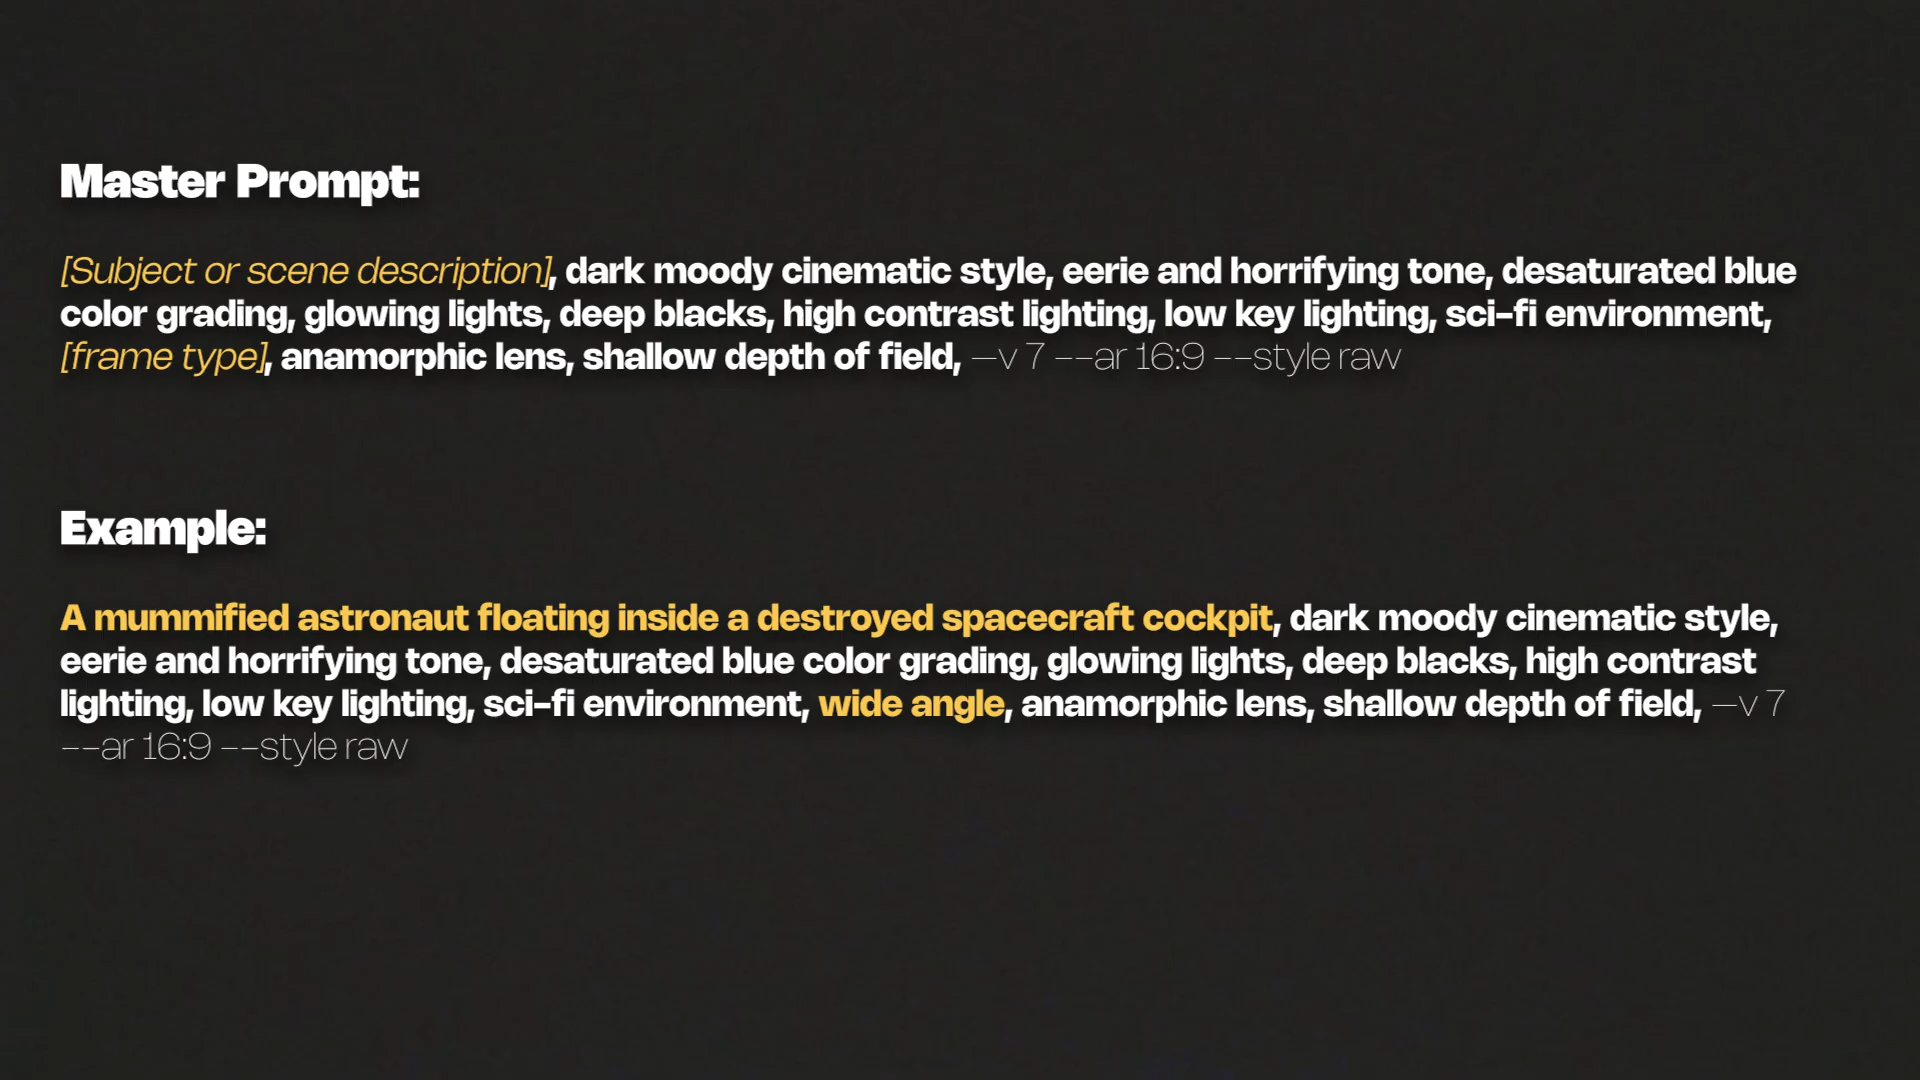 Master Prompt:
[Subject or scene description], dark moody cinematic style, eerie and horrifying tone, desaturated blue
color grading, glowing lights, deep blacks, high contrast lighting, low key lighting, sci-fi environment,
[frame type], anamorphic lens, shallow depth of field, —v 7 --ar 16:9 --style raw
Example:
A mummified astronaut floating inside a destroyed spacecraft cockpit, dark moody cinematic style,
eerie and horrifying tone, desaturated blue color grading, glowing lights, deep blacks, high contrast
lighting, low key lighting, sci-fi environment, wide angle, anamorphic lens, shallow depth of field, —v 7
--ar 16:9 --style raw